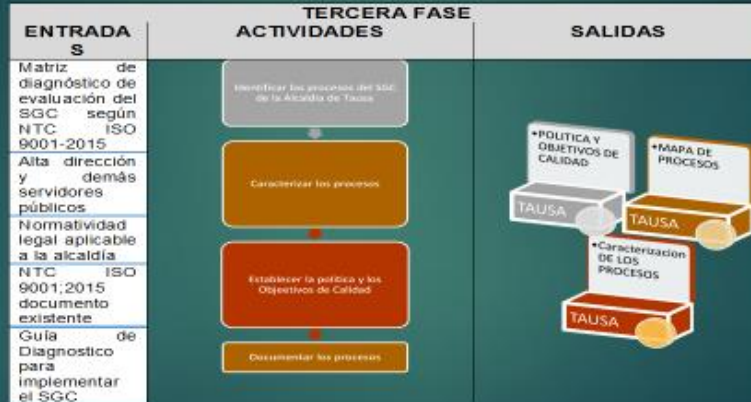 TERCERA FASE
ENTRADA
S
ACTIVIDADES
SALIDAS
Matriz de
diagnóstico de
evaluación del
SGC según
NTC ISO
9001-2015
Alta dirección
y demás
servidores
públicos
Normatividad
legal aplicable
a la alcaldía
NTC ISO
9001;2015
documento
existente
Guía de
Diagnostico
para
implementar
el SGC
Identificar los procesos del SGC
de la Alcaldía de Tausa
Caracterizar los procesos
Establecer la política y los
Objetivos de Calidad
Documentar los procesos
•POLITICA Y
OBJETIVOS DE
CALIDAD
TAUSA
•MAPA DE
PROCESOS
TAUSA
•Caracterizacion
DE LOS
PROCESOS
TAUSA